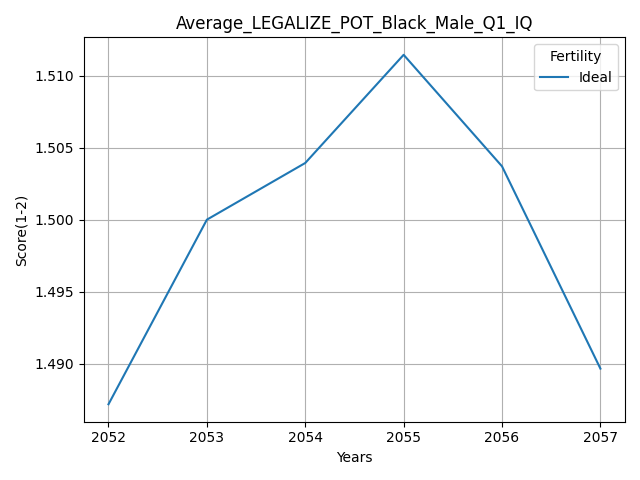 Average_LEGALIZE_POT_Black_Male_Q1_IQ
Fertility
Ideal
Score(1-2)
1.510
1.505
1.500
1.495
1.490
2052 2053 2054 2055 2056 2057
Years